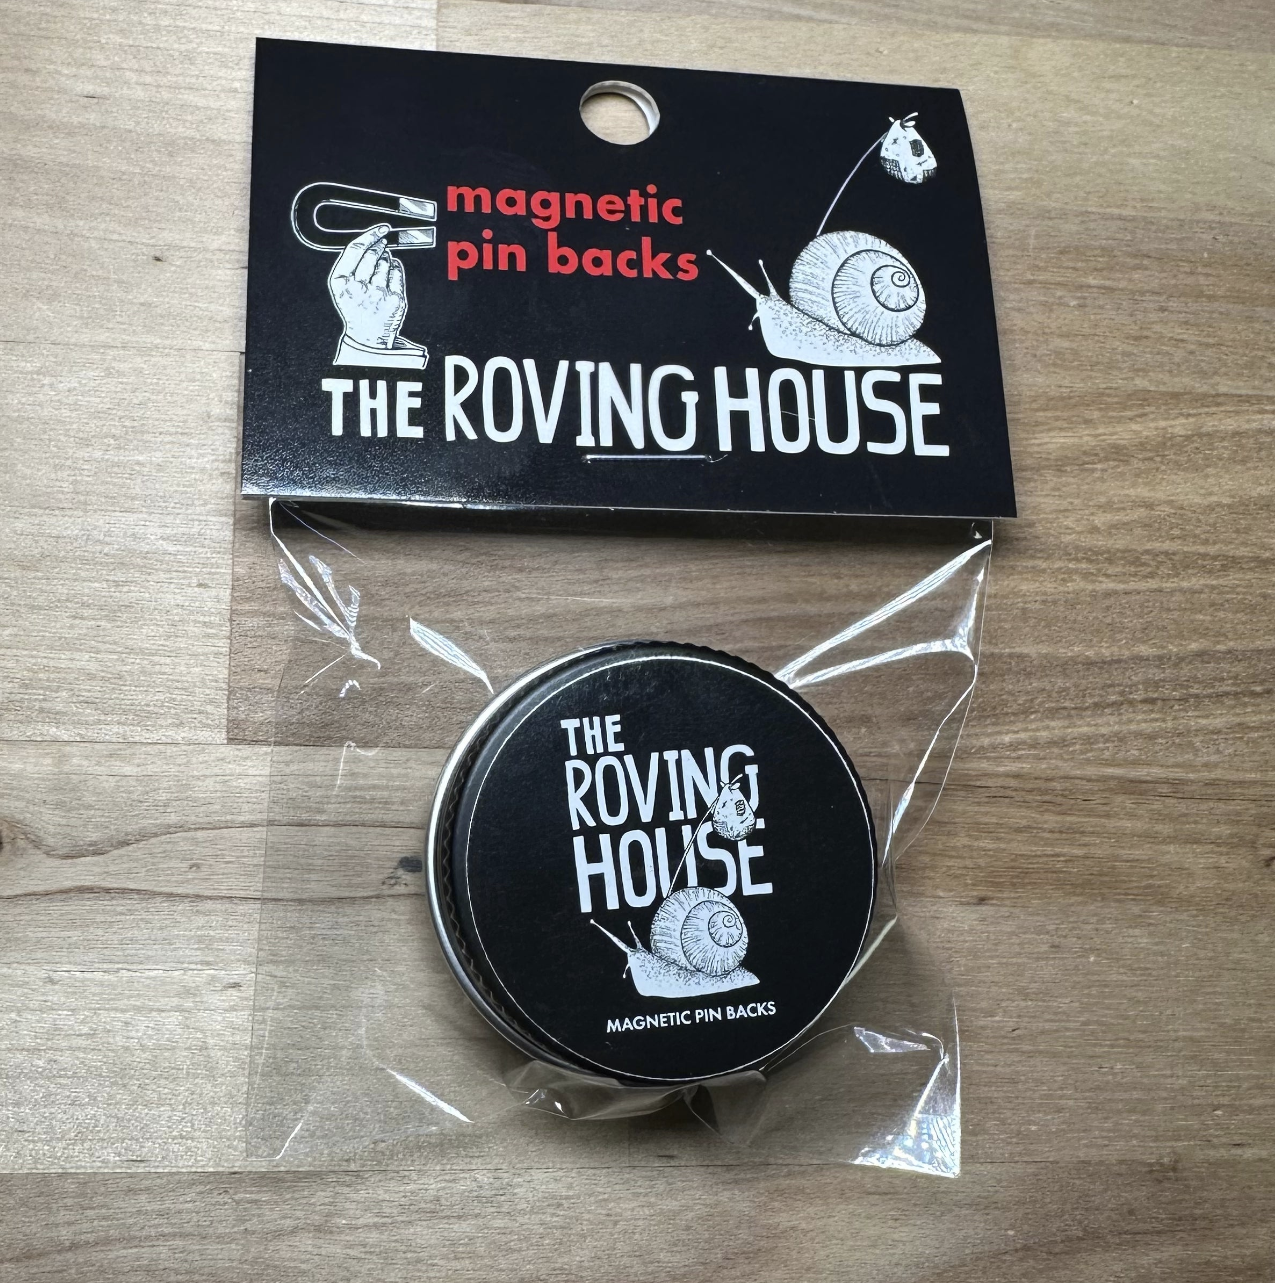 magnetic
pin backs
THE ROVING HOUSE
THE
ROVING
HOUSE
MAGNETIC PIN BACKS